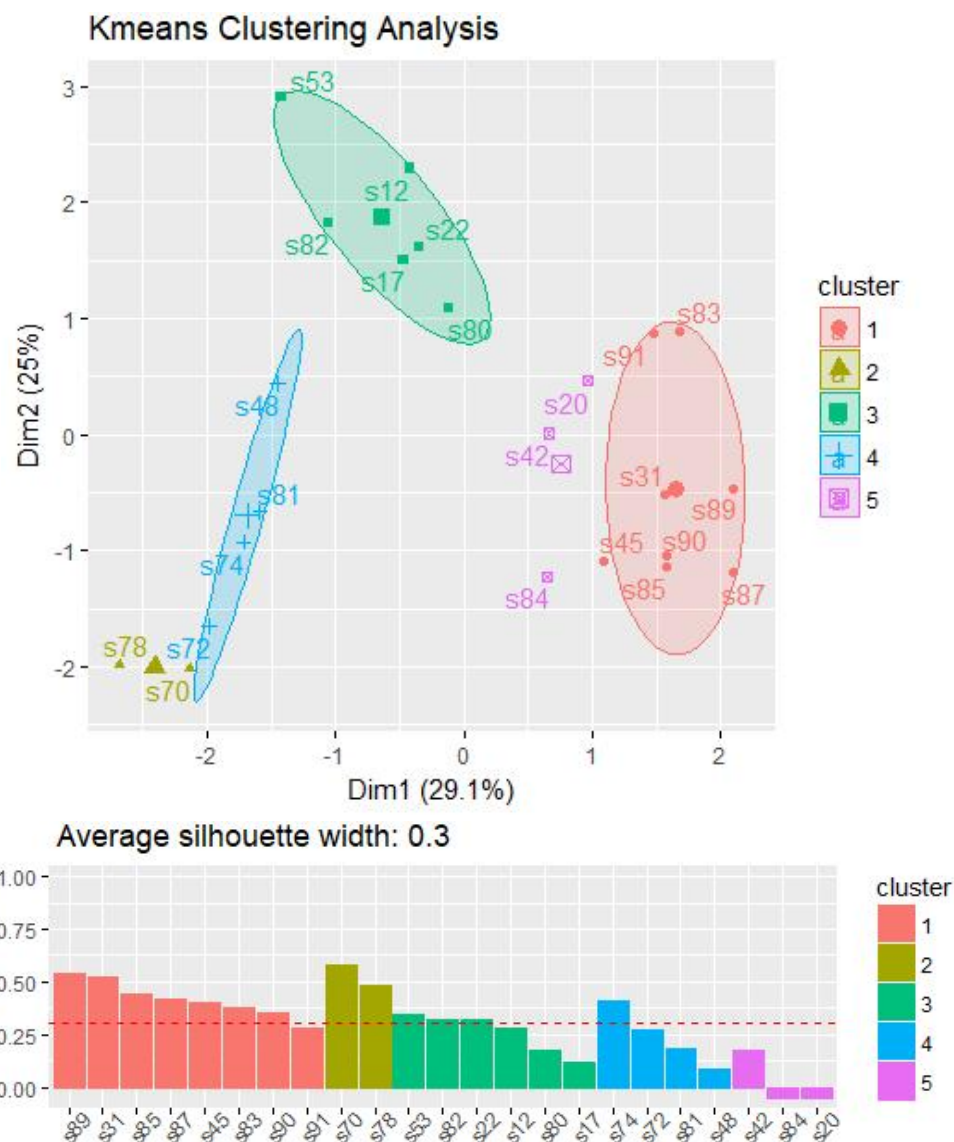 Kmeans Clustering Analysis
3
2
1
0
-1
-2
Dim2 (25%)
s53
s12
s82
s22
s17
s80
s83
s91
s20
s48
s42
s31
s81
s89
s45
s90
s74
s85
s87
s84
s78
s72
s70
-2
-1
0
1
2
Dim1 (29.1%)
cluster
1
2
3
4
5
Average silhouette width: 0.3
1.00
0.75
0.50
0.25
0.00
s89
s31
s85
s87
s45
s83
s90
s91
s70
s78
s53
s82
s22
s12
s80
s17
s74
s72
s81
s48
s42
s84
s20
cluster
1
2
3
4
5